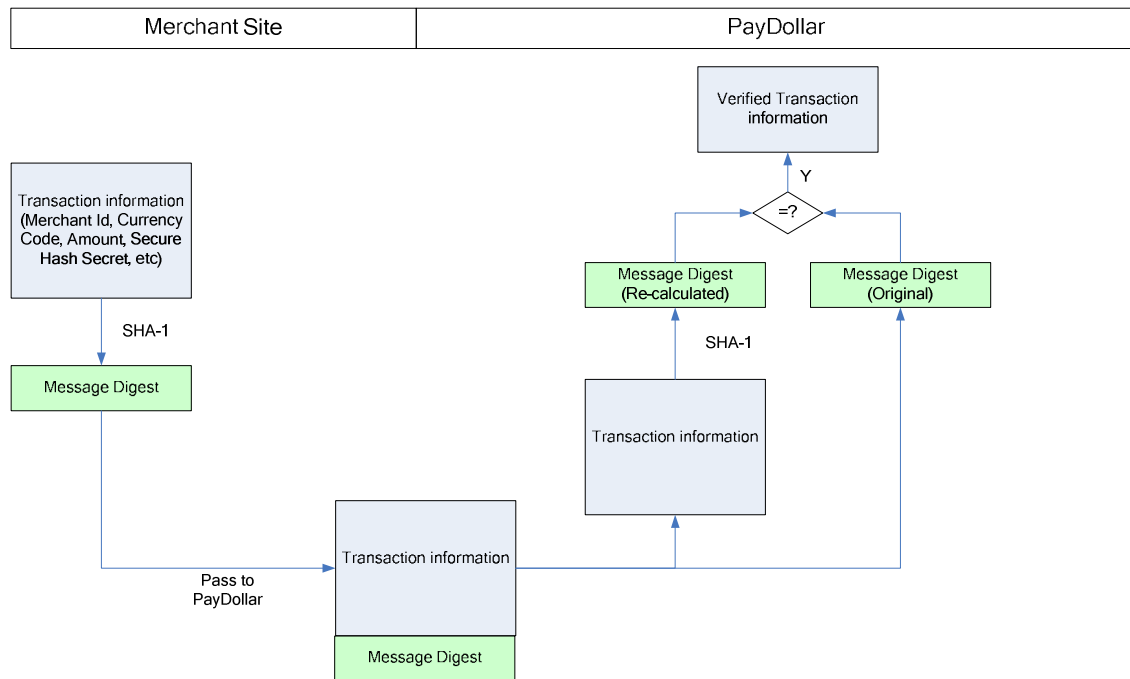 Merchant Site
PayDollar
Verified Transaction
information
Y
=?
Transaction information
(Merchant Id, Currency
Code, Amount, Secure
Hash Secret, etc)
Message Digest
(Re-calculated)
Message Digest
(Original)
SHA-1
SHA-1
Message Digest
Transaction information
Transaction information
Pass to
PayDollar
Message Digest